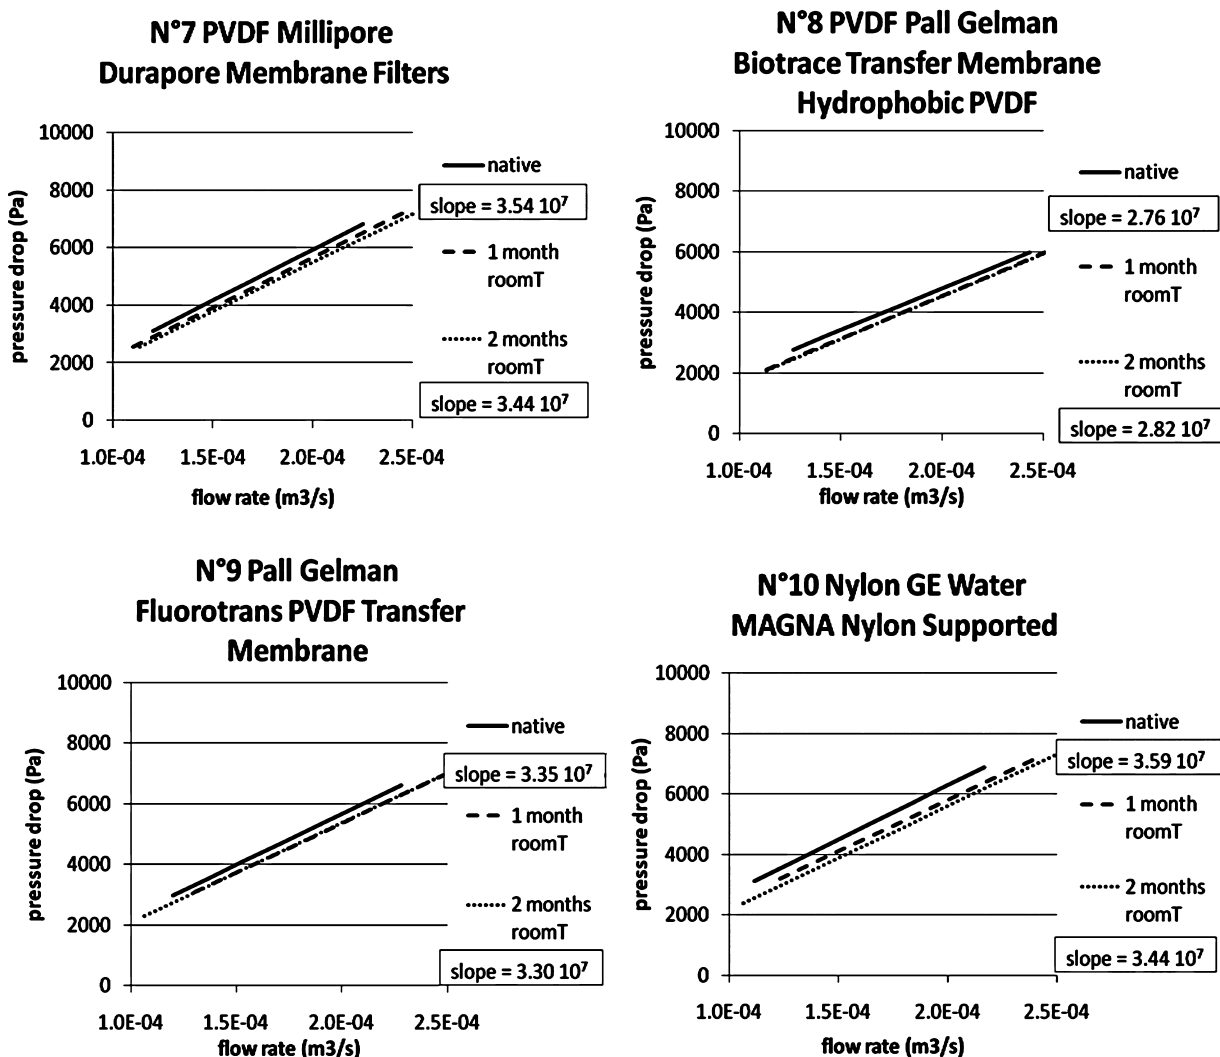 N°7 PVDF Millipore
Durapore Membrane Filters
10000
8000
6000
4000
2000
0
pressure drop (Pa)
1.0E-04 1.5E-04 2.0E-04 2.5E-04
flow rate (m3/s)
native
slope = 3.54 10⁷
1 month
roomT
2 months
roomT
slope = 3.44 10⁷
N°8 PVDF Pall Gelman
Biotrace Transfer Membrane
Hydrophobic PVDF
10000
8000
6000
4000
2000
0
pressure drop (Pa)
1.0E-04 1.5E-04 2.0E-04 2.5E-04
flow rate (m3/s)
native
slope = 2.76 10⁷
1 month
roomT
2 months
roomT
slope = 2.82 10⁷
N°9 Pall Gelman
Fluorotrans PVDF Transfer
Membrane
10000
8000
6000
4000
2000
0
pressure drop (Pa)
1.0E-04 1.5E-04 2.0E-04 2.5E-04
flow rate (m3/s)
native
slope = 3.35 10⁷
1 month
roomT
2 months
roomT
slope = 3.30 10⁷
N°10 Nylon GE Water
MAGNA Nylon Supported
10000
8000
6000
4000
2000
0
pressure drop (Pa)
1.0E-04 1.5E-04 2.0E-04 2.5E-04
flow rate (m3/s)
native
slope = 3.59 10⁷
1 month
roomT
2 months
roomT
slope = 3.44 10⁷